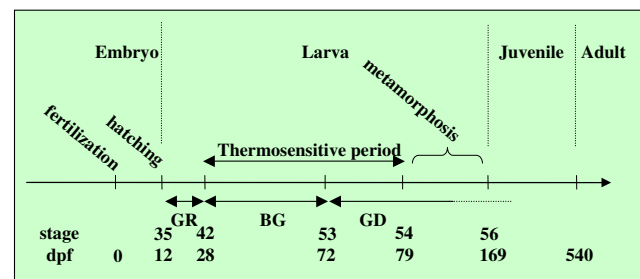 Embryo Larva Juvenile Adult
metamorphosis
hatching
fertilization
Thermosensitive period
GR BG GD
stage 35 42 53 54 56
dpf 0 12 28 72 79 169 540